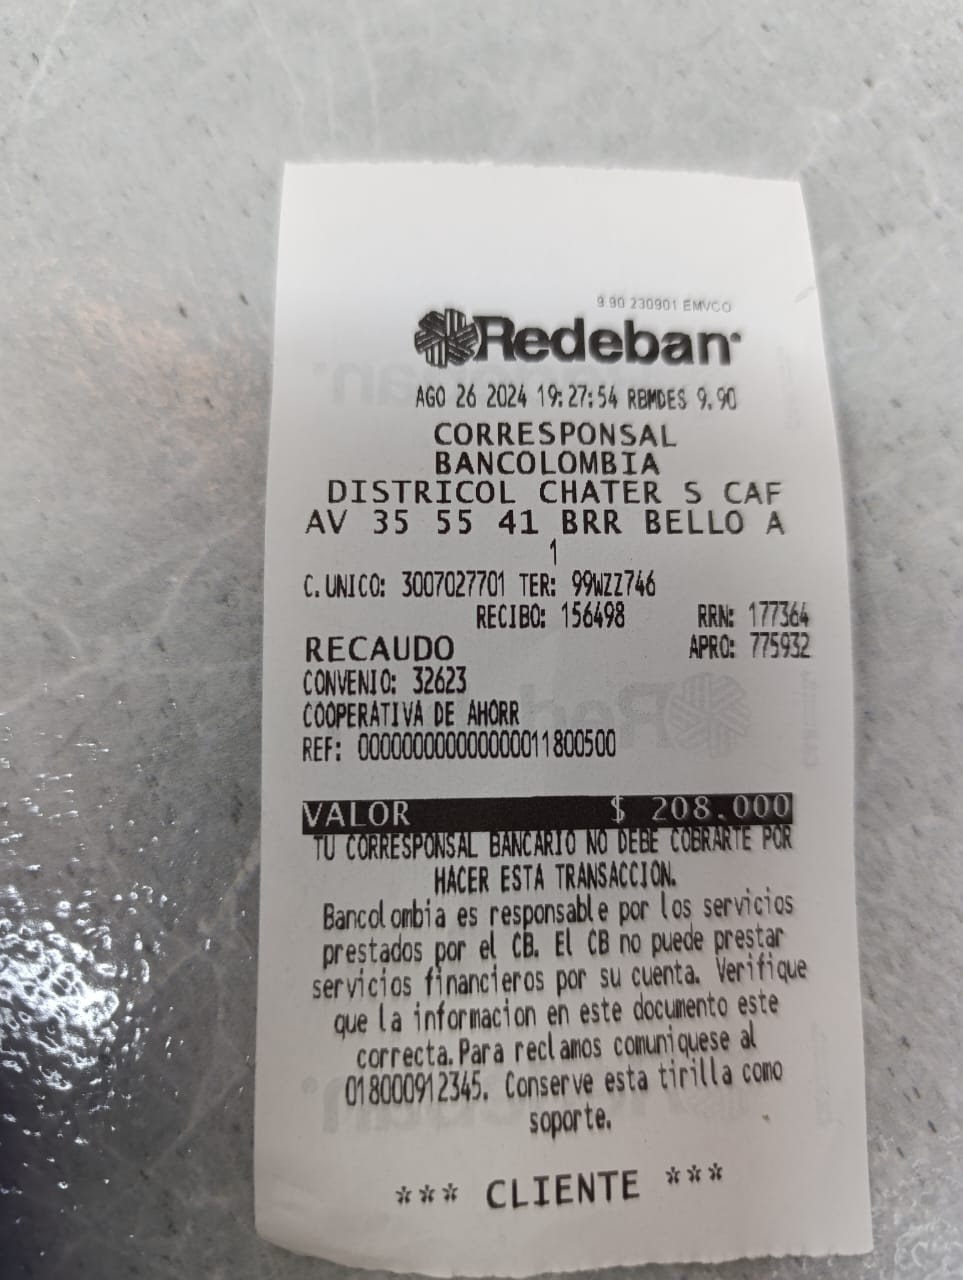 9.90 230901 EMVCO
Redeban
AGO 26 2024 19:27:54 RBMDES 9.90
CORRESPONSAL
BANCOLOMBIA
DISTRICOL CHATER S CAF
AV 35 55 41 BRR BELLO A
1
C. UNICO: 3007027701 TER: 99WZZ746
RECIBO: 156498 RRN: 177364
RECAUDO APRO: 775932
CONVENIO: 32623
COOPERATIVA DE AHORR
REF: 000000000000000011800500
VALOR $ 208.000
TU CORRESPONSAL BANCARIO NO DEBE COBRARTE POR
HACER ESTA TRANSACCION.
Bancolombia es responsable por los servicios
prestados por el CB. El CB no puede prestar
servicios financieros por su cuenta. Verifique
que la informacion en este documento este
correcta. Para reclamos comuniquese al
018000912345. Conserve esta tirilla como
soporte.
*** CLIENTE ***